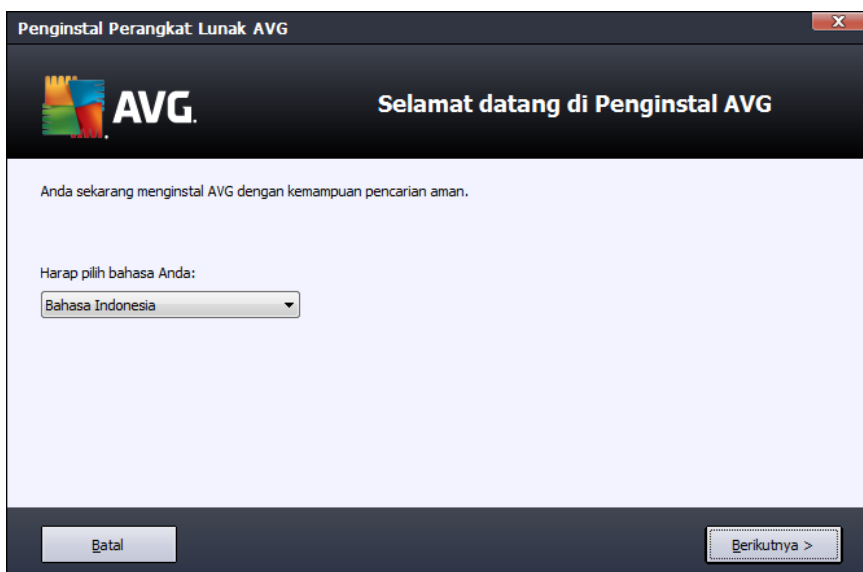 Penginstal Perangkat Lunak AVG
X
AVG.
Selamat datang di Penginstal AVG
Anda sekarang menginstal AVG dengan kemampuan pencarian aman.
Harap pilih bahasa Anda:
Bahasa Indonesia
Batal
Berikutnya >